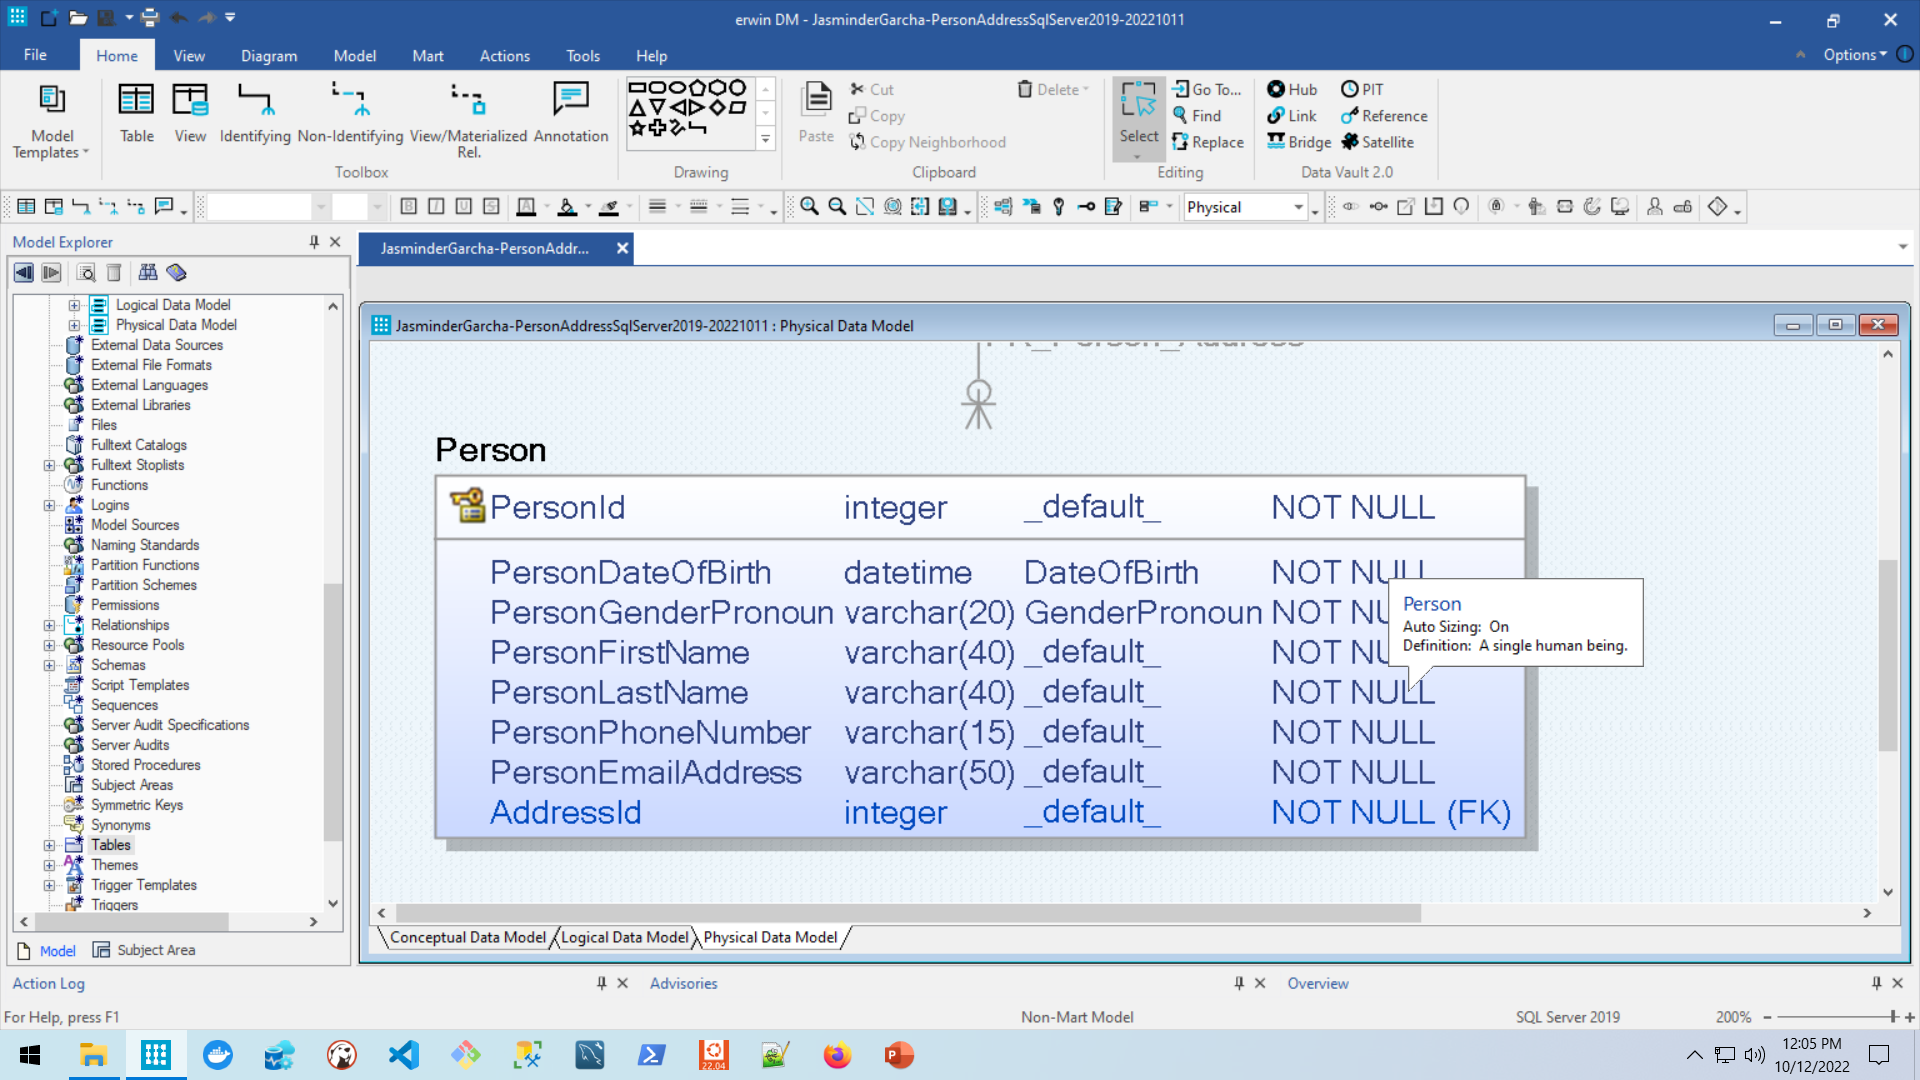 erwin DM - JasminderGarcha-PersonAddressSqlServer2019-20221011
File Home View Diagram Model Mart Actions Tools Help Options
Model Templates
Table
View
Identifying
Non-Identifying
View/Materialized Rel.
Annotation
Toolbox
Drawing
Paste
Cut
Copy
Copy Neighborhood
Delete
Clipboard
Select
Go To...
Find
Replace
Editing
Hub
Link
Bridge
PIT
Reference
Satellite
Data Vault 2.0
B I U S A
Physical
Model Explorer
JasminderGarcha-PersonAddr...
Logical Data Model
Physical Data Model
External Data Sources
External File Formats
External Languages
External Libraries
Files
Fulltext Catalogs
Fulltext Stoplists
Functions
Logins
Model Sources
Naming Standards
Partition Functions
Partition Schemes
Permissions
Relationships
Resource Pools
Schemas
Script Templates
Sequences
Server Audit Specifications
Server Audits
Stored Procedures
Subject Areas
Symmetric Keys
Synonyms
Tables
Themes
Trigger Templates
Triggers
Model
Subject Area
JasminderGarcha-PersonAddressSqlServer2019-20221011 : Physical Data Model
Person
PersonId integer _default_ NOT NULL
PersonDateOfBirth datetime DateOfBirth NOT NULL
PersonGenderPronoun varchar(20) GenderPronoun NOT NU
PersonFirstName varchar(40) _default_ NOT NU
PersonLastName varchar(40) _default_ NOT NULL
PersonPhoneNumber varchar(15) _default_ NOT NULL
PersonEmailAddress varchar(50) _default_ NOT NULL
AddressId integer _default_ NOT NULL (FK)
Person
Auto Sizing: On
Definition: A single human being.
Conceptual Data Model Logical Data Model Physical Data Model
Action Log
Advisories
Overview
For Help, press F1
Non-Mart Model
SQL Server 2019
200%
22.04
12:05 PM
10/12/2022